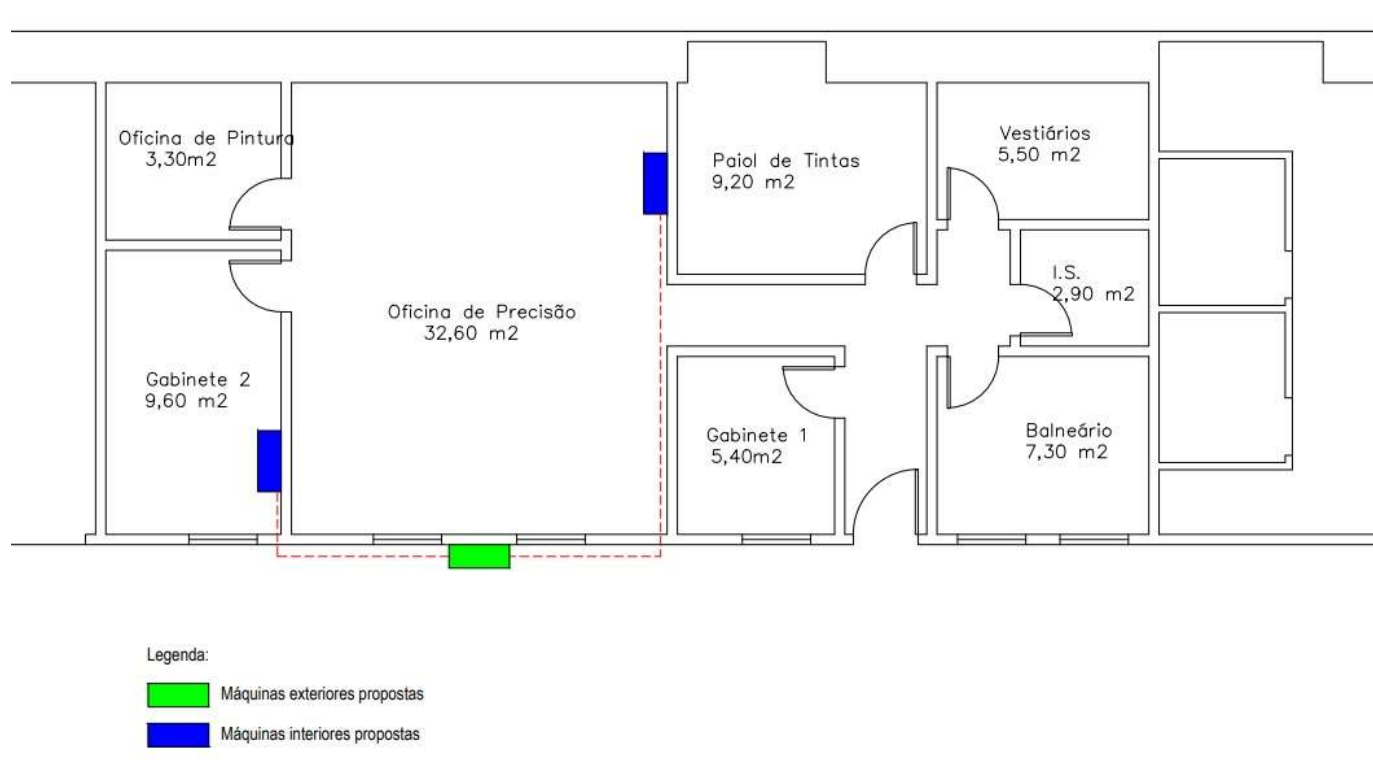 Oficina de Pintura
3,30m2
Vestiários
5,50 m2
Paiol de Tintas
9,20 m2
I.S.
2,90 m2
Oficina de Precisão
32,60 m2
Gabinete 2
9,60 m2
Gabinete 1
5,40m2
Balneário
7,30 m2
Legenda:
Máquinas exteriores propostas
Máquinas interiores propostas